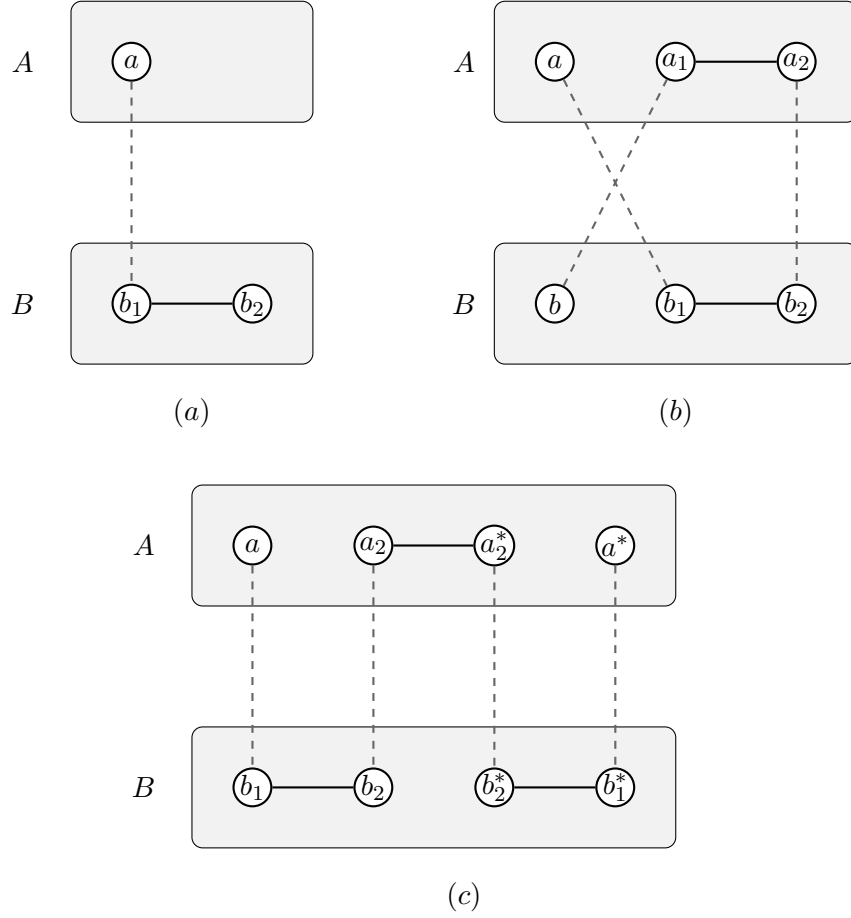 A a A a a₁ a₂
B b₁ b₂ B b b₁ b₂
(a) (b)
A a a₂ a₂* a*
B b₁ b₂ b₂* b₁*
(c)